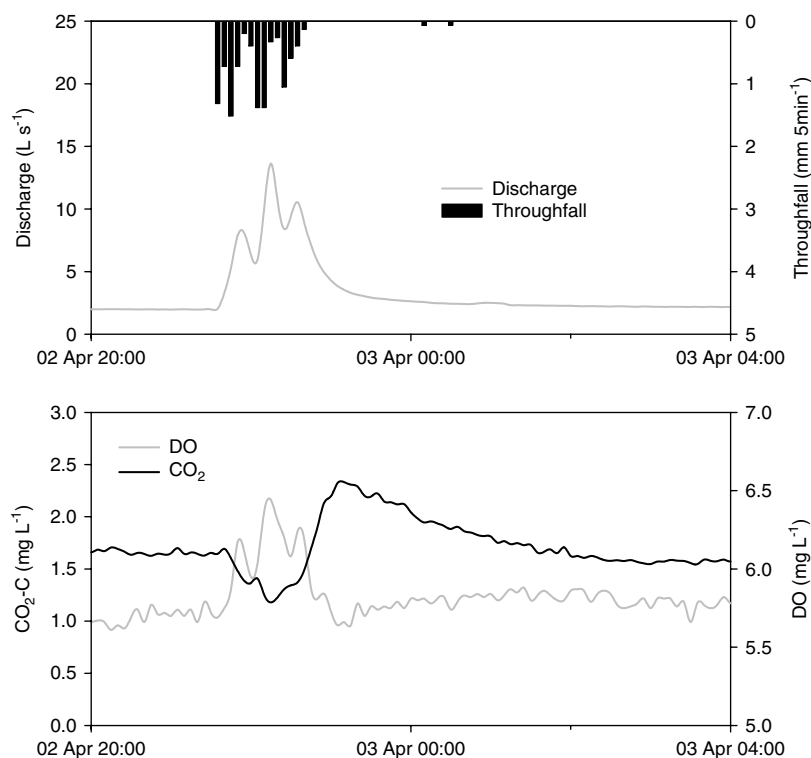 25
20
15
10
5
0
Discharge (L s⁻¹)
0
1
2
3
4
5
Throughfall (mm 5min⁻¹)
Discharge
Throughfall
02 Apr 20:00
03 Apr 00:00
03 Apr 04:00
3.0
2.5
2.0
1.5
1.0
0.5
0.0
CO₂-C (mg L⁻¹)
7.0
6.5
6.0
5.5
5.0
DO (mg L⁻¹)
DO
CO₂
02 Apr 20:00
03 Apr 00:00
03 Apr 04:00